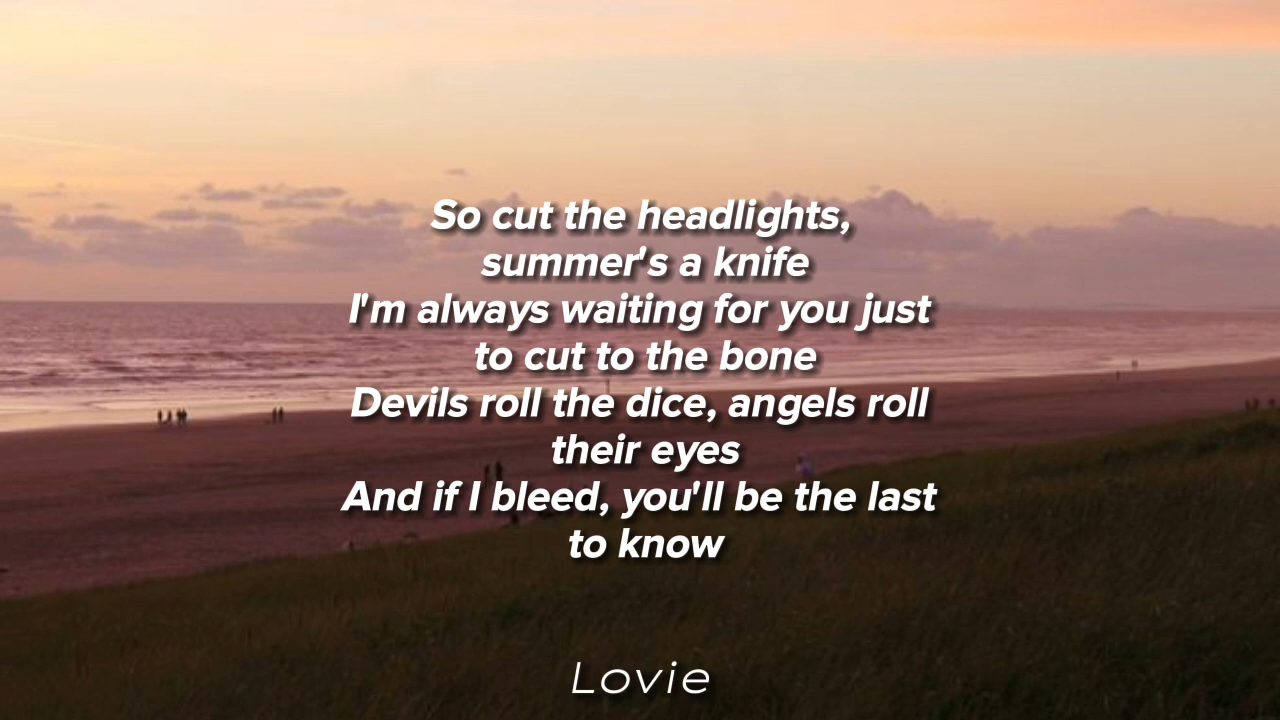 So cut the headlights,
summer's a knife
I'm always waiting for you just
to cut to the bone
Devils roll the dice, angels roll
their eyes
And if I bleed, you'll be the last
to know
Lovie